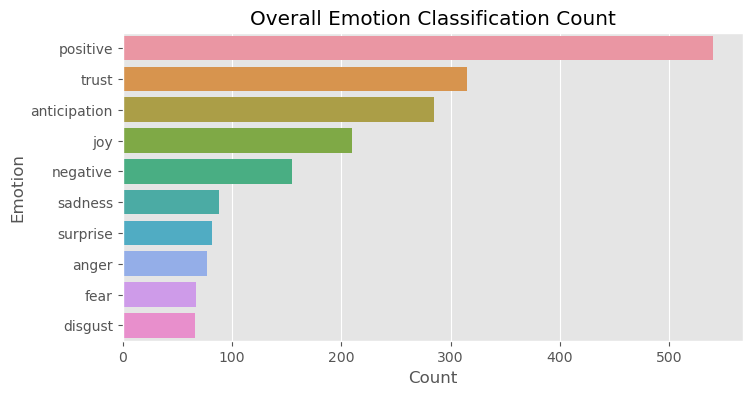 Overall Emotion Classification Count
Emotion
positive
trust
anticipation
joy
negative
sadness
surprise
anger
fear
disgust
0 100 200 300 400 500
Count